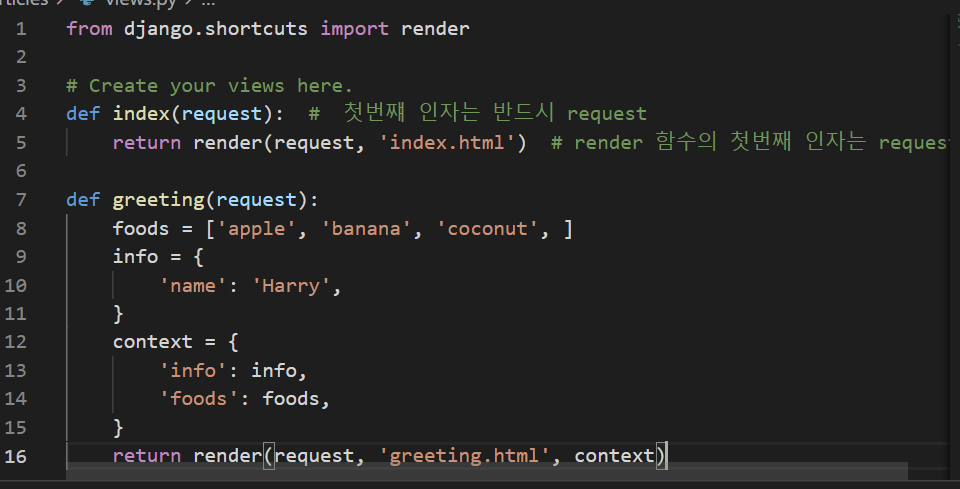 views.py > ...
1 from django.shortcuts import render
2
3 # Create your views here.
4 def index(request):  #  첫번째 인자는 반드시 request
5     return render(request, 'index.html')  # render 함수의 첫번째 인자는 reques
6
7 def greeting(request):
8     foods = ['apple', 'banana', 'coconut', ]
9     info = {
10         'name': 'Harry',
11     }
12     context = {
13         'info': info,
14         'foods': foods,
15     }
16     return render(request, 'greeting.html', context)